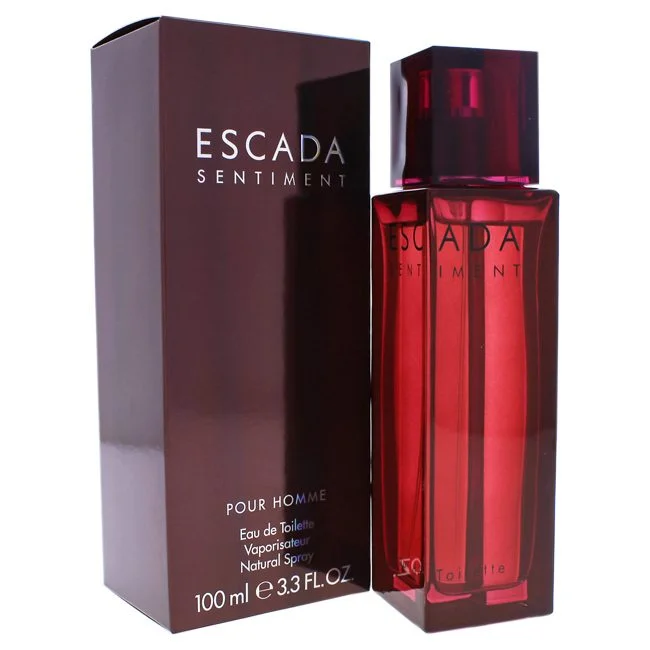 ESCADA
SENTIMENT
POUR HOMME
Eau de Toilette
Vaporisateur
Natural Spray
100 ml e 3.3 FL.OZ.
ESCADA
SENTIMENT
Toilette